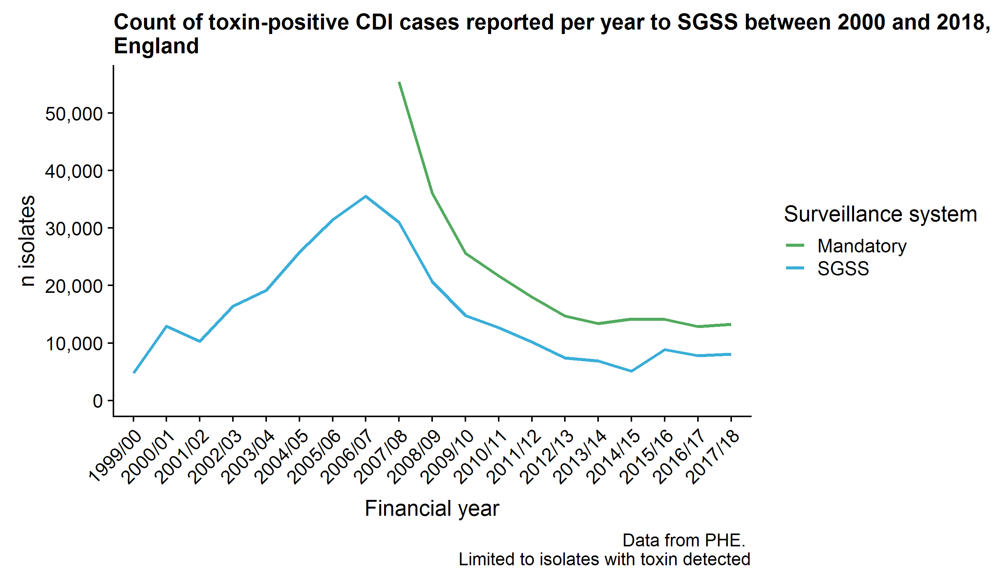 Count of toxin-positive CDI cases reported per year to SGSS between 2000 and 2018,
England
n isolates
50,000
40,000
30,000
20,000
10,000
0
1999/00
2000/01
2001/02
2002/03
2003/04
2004/05
2005/06
2006/07
2007/08
2008/09
2009/10
2010/11
2011/12
2012/13
2013/14
2014/15
2015/16
2016/17
2017/18
Financial year
Surveillance system
Mandatory
SGSS
Data from PHE.
Limited to isolates with toxin detected